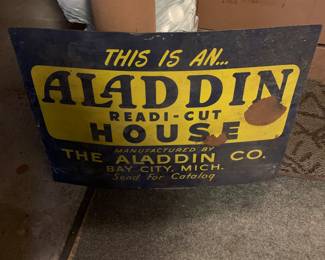 THIS IS AN...
ALADDIN
READI-CUT
HOUSE
MANUFACTURED BY
THE ALADDIN CO.
BAY CITY, MICH.
Send For Catalog